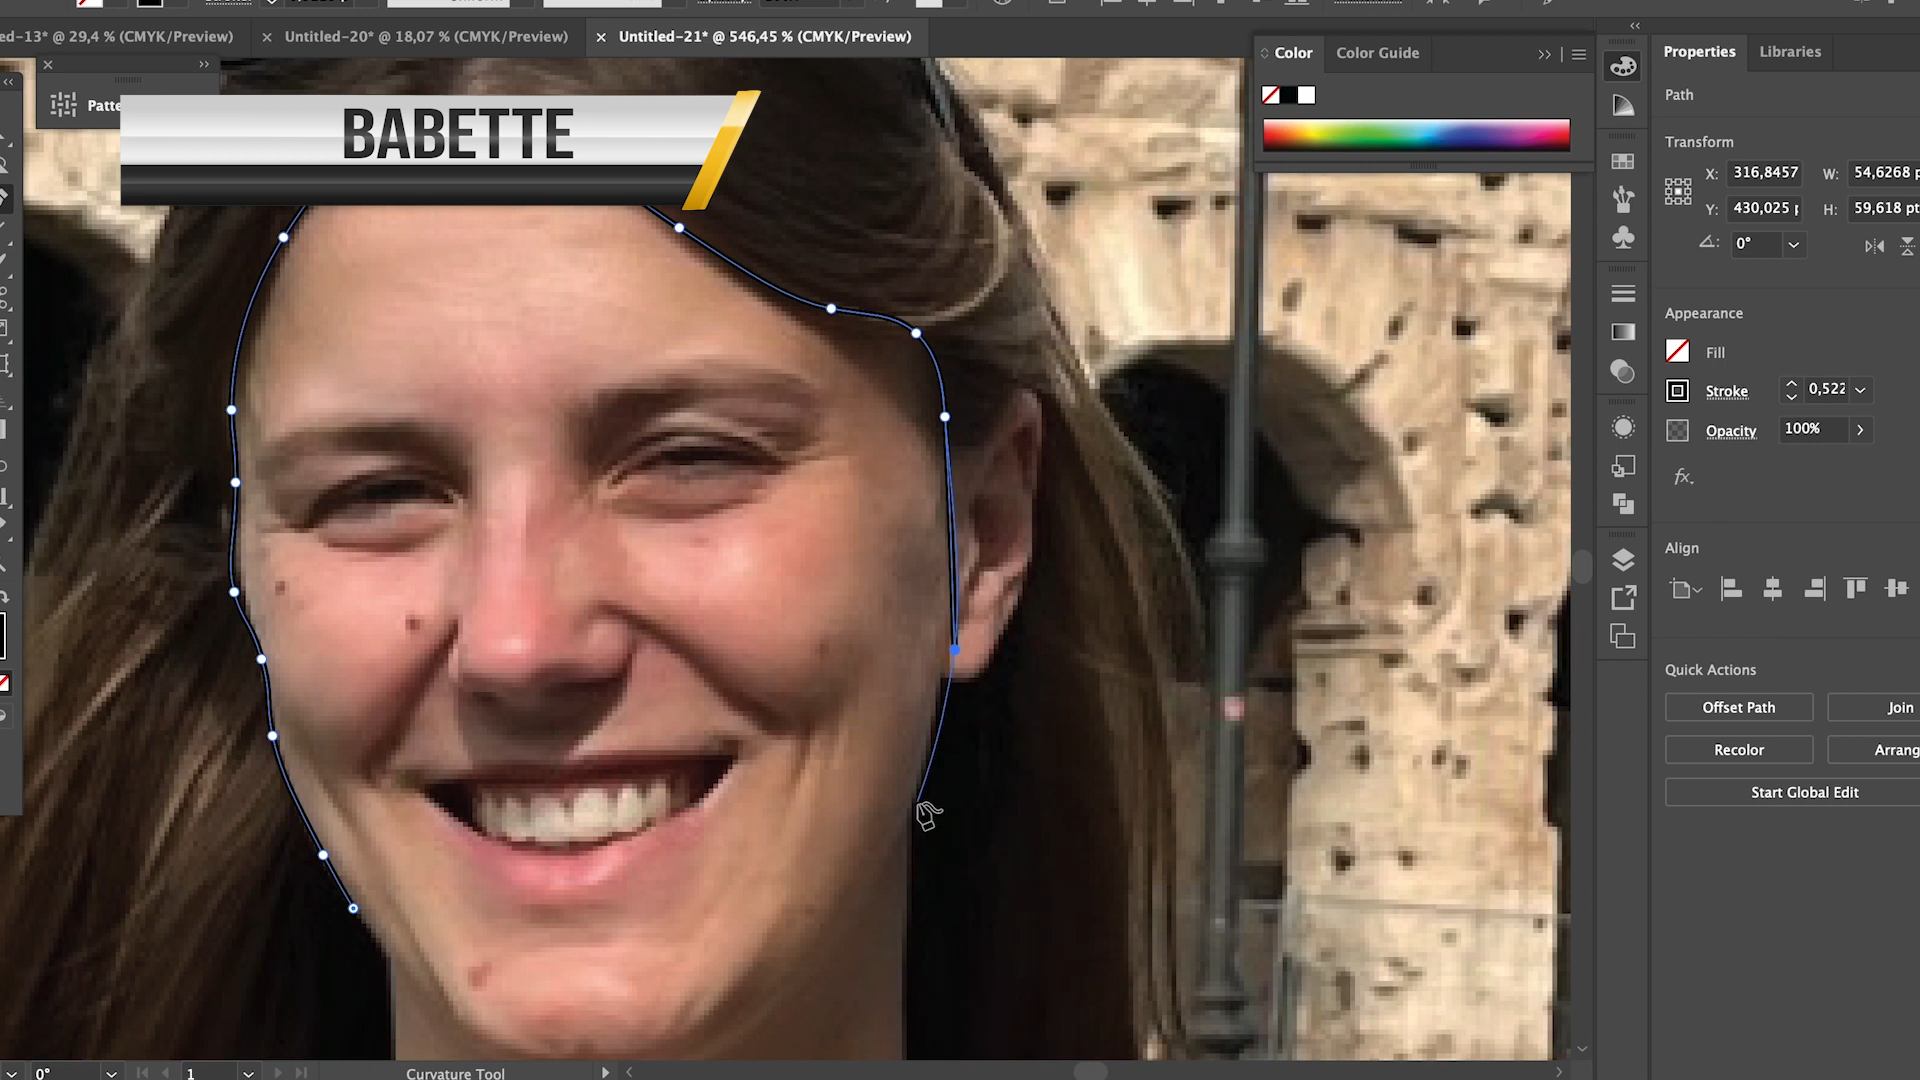 ed-13* @ 29,4 % (CMYK/Preview)
Untitled-20* @ 18,07 % (CMYK/Preview)
Untitled-21* @ 546,45 % (CMYK/Preview)
Patte
BABETTE
Color
Color Guide
Properties
Libraries
Path
Transform
X: 316,8457
W: 54,6268 p
Y: 430,025 p
H: 59,618 pt
0°
Appearance
Fill
Stroke
0,522
Opacity
100%
fx.
Align
Quick Actions
Offset Path
Join
Recolor
Arrang
Start Global Edit
0°
1
Curvature Tool